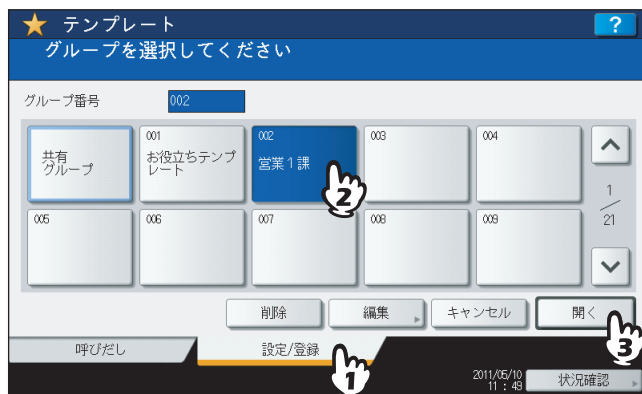 テンプレート
?
グループを選択してください
グループ番号
002
共有
グループ
001
お役立ちテンプ
レート
002
営業1課
003
004
1
21
005
006
007
008
009
2
削除
編集
キャンセル
開く
3
呼びだし
設定/登録
1
2011/05/10
11 : 49
状況確認